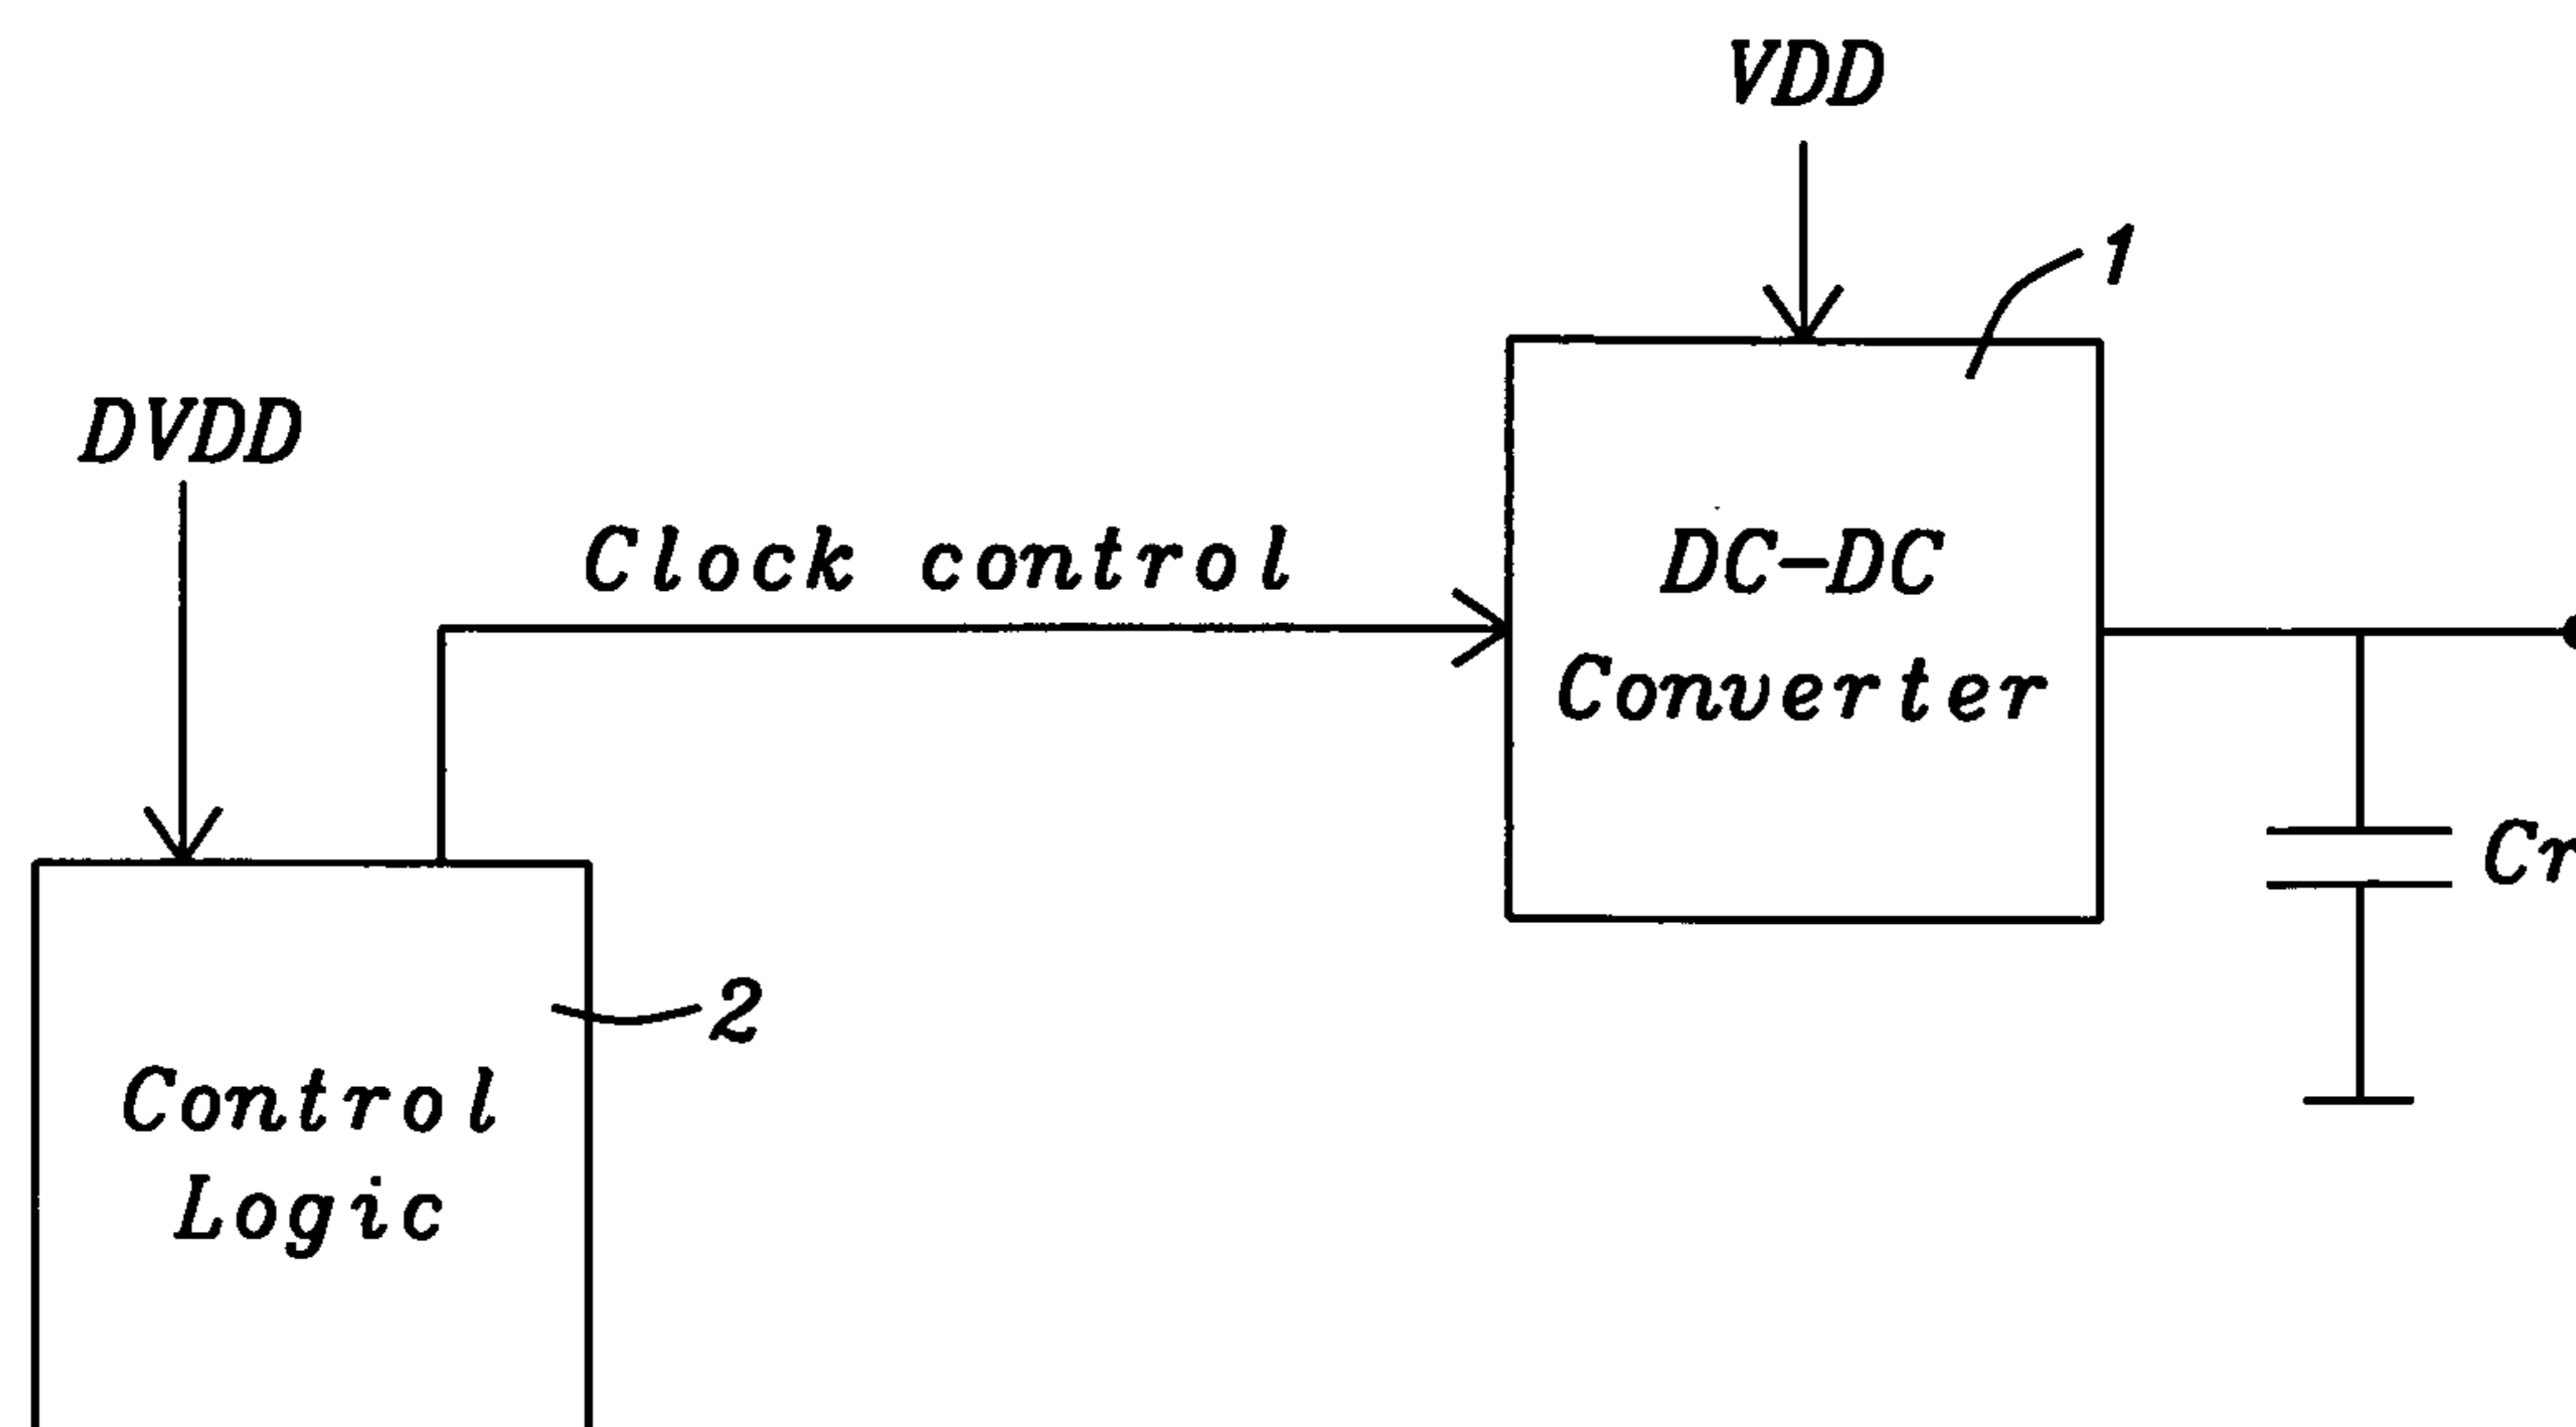 VDD
1
DVDD
Clock control
DC-DC
Converter
2
Control
Logic